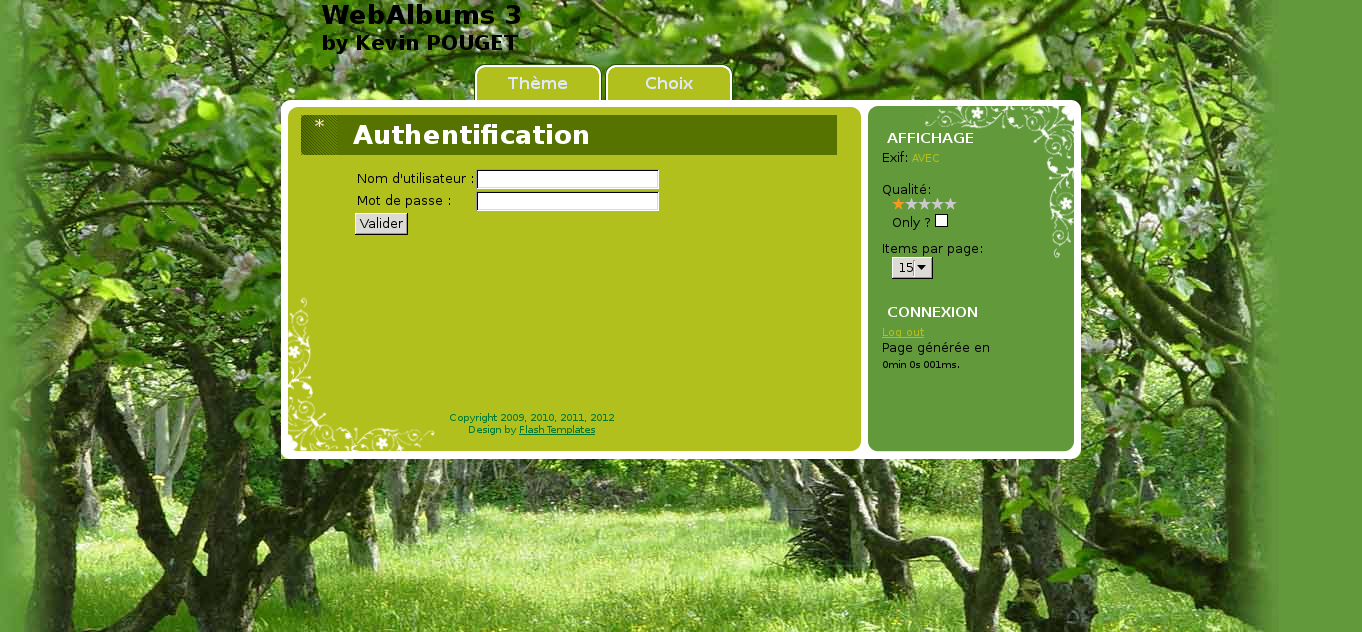 WebAlbums 3
by Kevin POUGET
Thème
Choix
* Authentification
Nom d'utilisateur :
Mot de passe :
Valider
Copyright 2009, 2010, 2011, 2012
Design by Flash Templates
AFFICHAGE
Exif: AVEC
Qualité:
Only ?
Items par page:
15
CONNEXION
Log out
Page générée en
0min 0s 001ms.